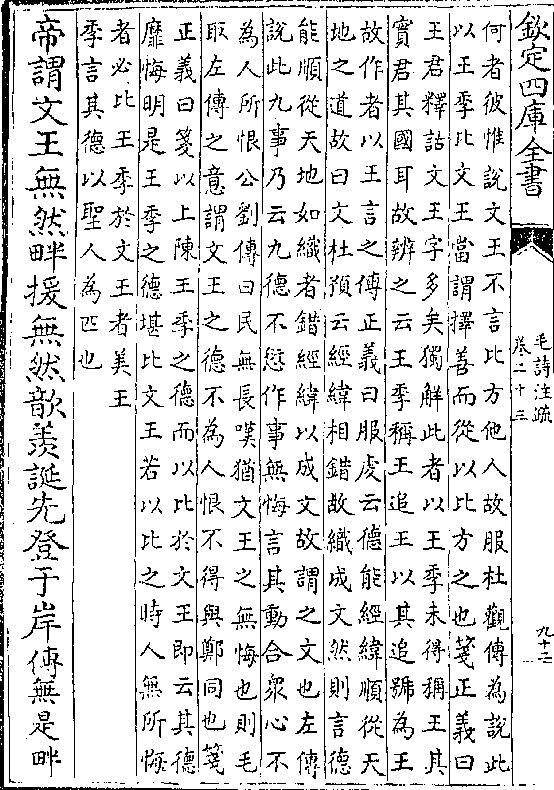 欽定四庫全書
毛詩注疏
卷二十三
九十二
何者彼惟説文王不言比方他人故服杜觀傳為說此
以王季比文王當謂擇善而從以比方之也箋正義曰
王君釋詁文王字多矣獨解此者以王季未得稱王其
實君其國耳故辨之云王季稱王追王以其追號為王
故作者以王言之傳正義曰服虔云德能經緯順從天
地之道故曰文杜預云經緯相錯故織成文然則言德
能順從天地如織者錯經緯以成文故謂之文也左傳
說此九事乃云九德不愆作事無悔言其動合衆心不
為人所恨公劉傳曰民無長嘆猶文王之無悔也則毛
取左傳之意謂文王之德不為人恨不得與鄭同也箋
正義曰箋以上陳王季之德而以比於文王即云其德
靡悔明是王季之德堪比文王若以比之時人無所悔
者必比王季於文王者美王
季言其德以聖人為匹也
帝謂文王無然畔援無然歆羨誕先登于岸傳無是畔